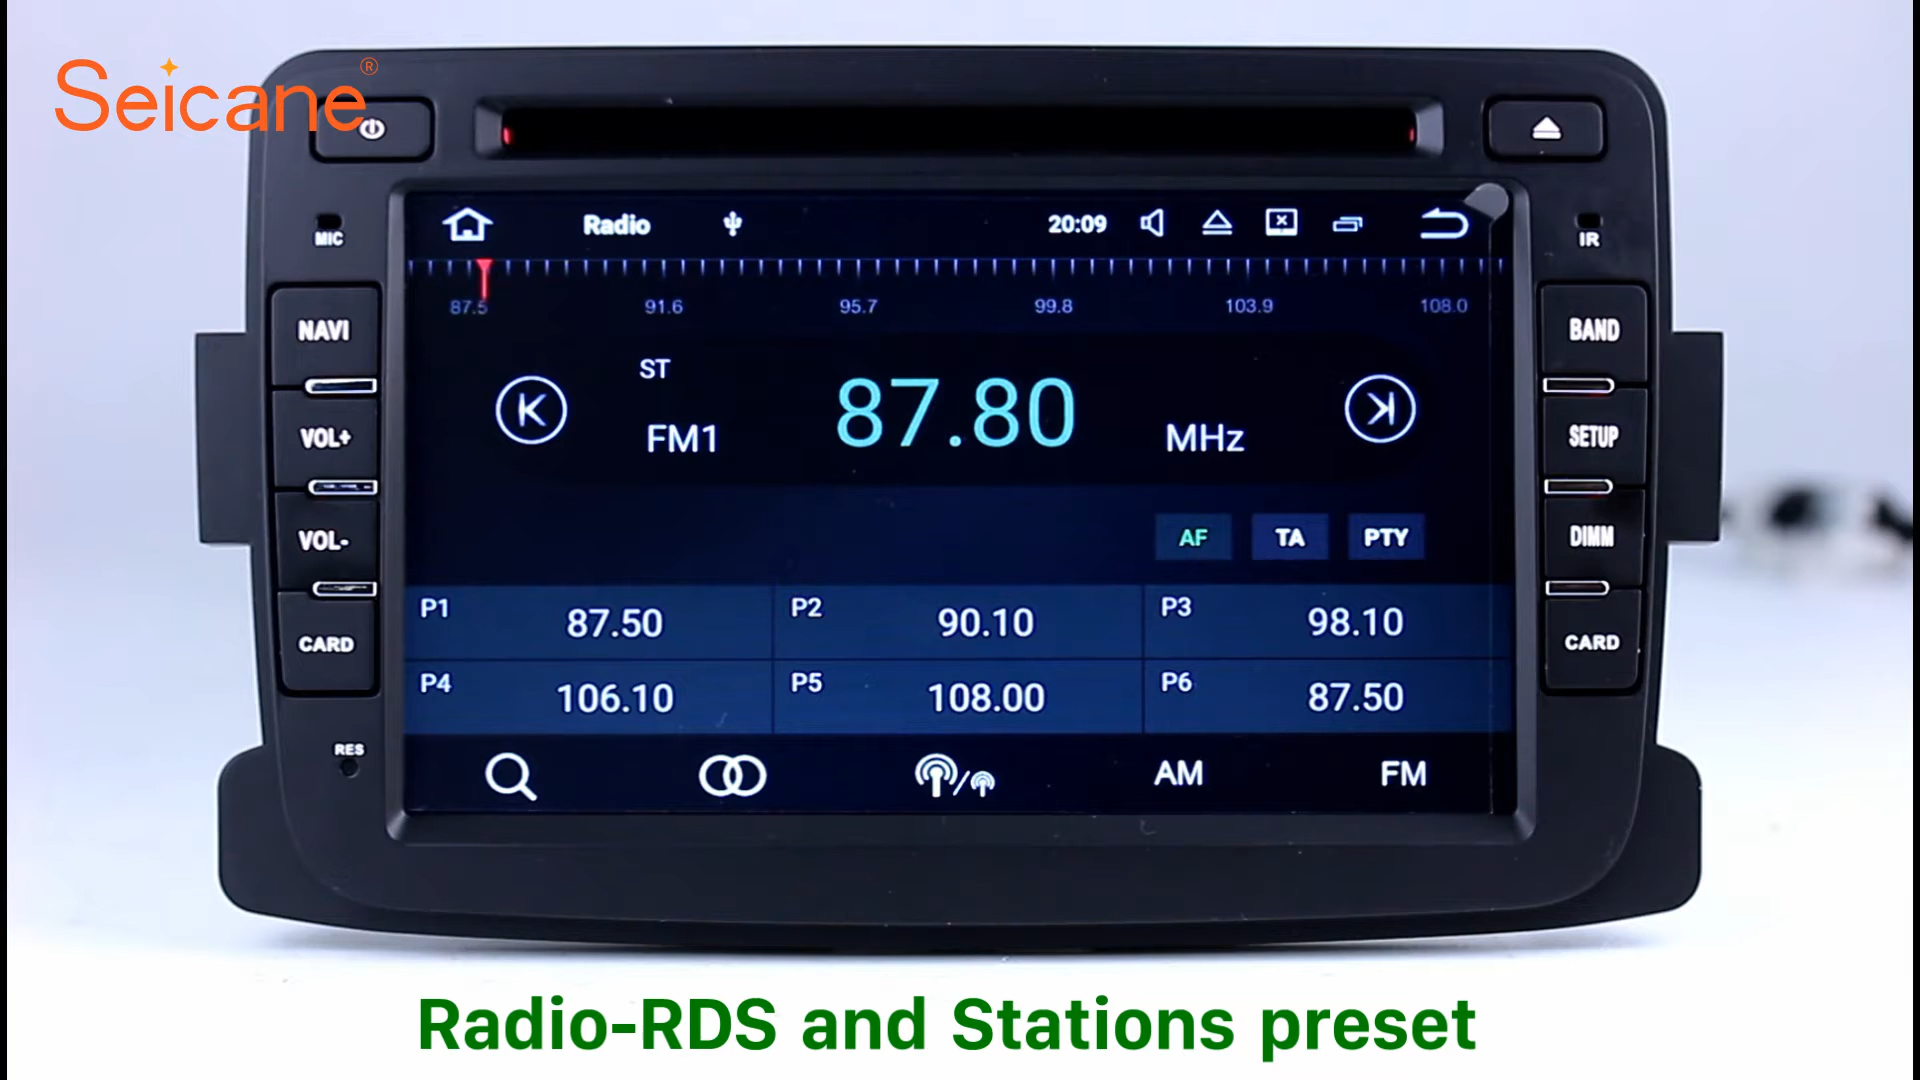 Seicane®
MIC
IR
Radio 20:09
87.5 91.6 95.7 99.8 103.9 108.0
NAVI
BAND
ST
FM1 87.80 MHz
VOL+
SETUP
AF TA PTY
VOL-
DIMM
P1 87.50 P2 90.10 P3 98.10
CARD
CARD
P4 106.10 P5 108.00 P6 87.50
RES
AM FM
Radio-RDS and Stations preset